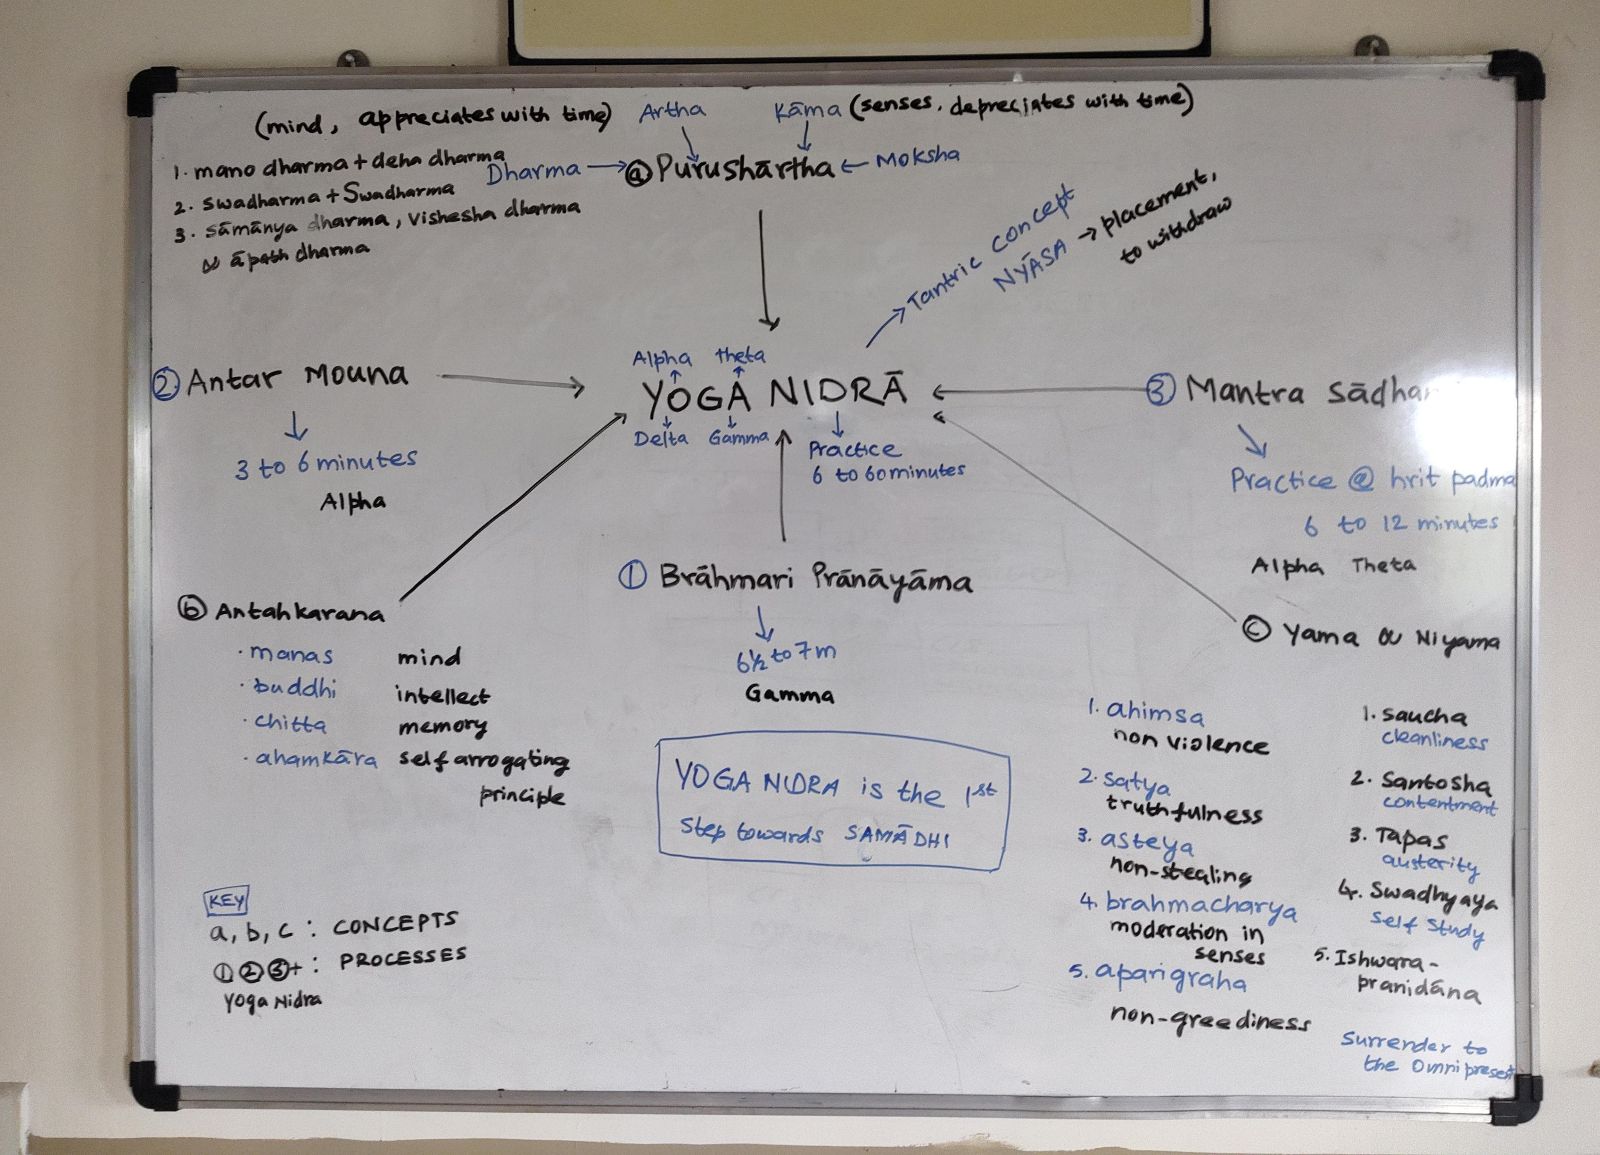 (mind, appreciates with time)
Artha
Kāma (senses, depreciates with time)
1. mano dharma + deha dharma
2. swadharma + Swadharma
3. sāmānya dharma, vishesha dharma
& āpath dharma
Dharma → ⓐ Purushārtha ← Moksha
Tantric concept
NYĀSA → placement,
to withdraw
② Antar Mouna
3 to 6 minutes
Alpha
Alpha Theta
YOGA NIDRĀ
Delta Gamma
Practice
6 to 60 minutes
③ Mantra Sādhan
Practice @ hrit padma
6 to 12 minutes
Alpha Theta
① Brāhmari Prānāyāma
6½ to 7 m
Gamma
ⓑ Antahkarana
· manas mind
· buddhi intellect
· chitta memory
· ahamkāra self arrogating
principle
ⓒ Yama & Niyama
1. ahimsa
non violence
2. satya
truthfulness
3. asteya
non-stealing
4. brahmacharya
moderation in
senses
5. aparigraha
non-greediness
1. saucha
cleanliness
2. santosha
contentment
3. Tapas
austerity
4. Swadhyaya
self study
5. Ishwara-
pranidāna
Surrender to
the Omnipresent
YOGA NIDRA is the 1st
Step towards SAMĀDHI
KEY
a, b, c : CONCEPTS
①②③+ : PROCESSES
Yoga Nidra